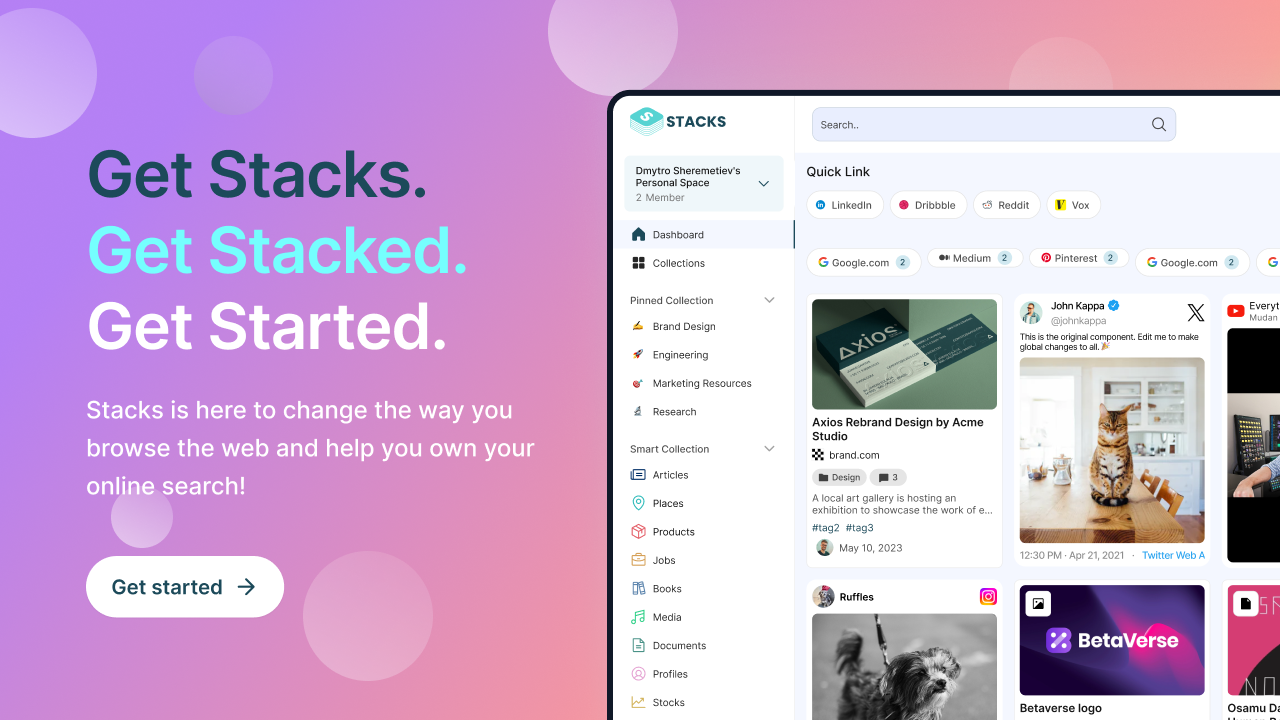 Get Stacks.
Get Stacked.
Get Started.
Stacks is here to change the way you
browse the web and help you own your
online search!
Get started
STACKS
Dmytro Sheremetiev's
Personal Space
2 Member
Dashboard
Collections
Pinned Collection
Brand Design
Engineering
Marketing Resources
Research
Smart Collection
Articles
Places
Products
Jobs
Books
Media
Documents
Profiles
Stocks
Search..
Quick Link
LinkedIn
Dribbble
Reddit
Vox
Google.com 2
Medium 2
Pinterest 2
Google.com 2
Axios
Axios Rebrand Design by Acme
Studio
brand.com
Design
3
A local art gallery is hosting an
exhibition to showcase the work of e...
#tag2 #tag3
May 10, 2023
John Kappa
@johnkappa
This is the original component. Edit me to make
global changes to all.
12:30 PM · Apr 21, 2021 · Twitter Web A
Everyt
Mudan
Ruffles
BetaVerse
Betaverse logo
Osamu Da